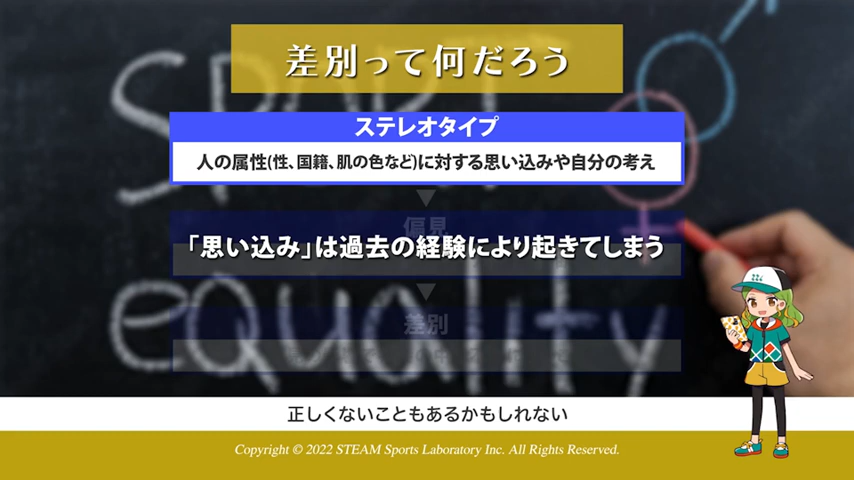 差別って何だろう
SPORT
ステレオタイプ
人の属性(性、国籍、肌の色など)に対する思い込みや自分の考え
偏見
「思い込み」は過去の経験により起きてしまう
equality
差別
正しくないこともあるかもしれない
Copyright © 2022 STEAM Sports Laboratory Inc. All Rights Reserved.